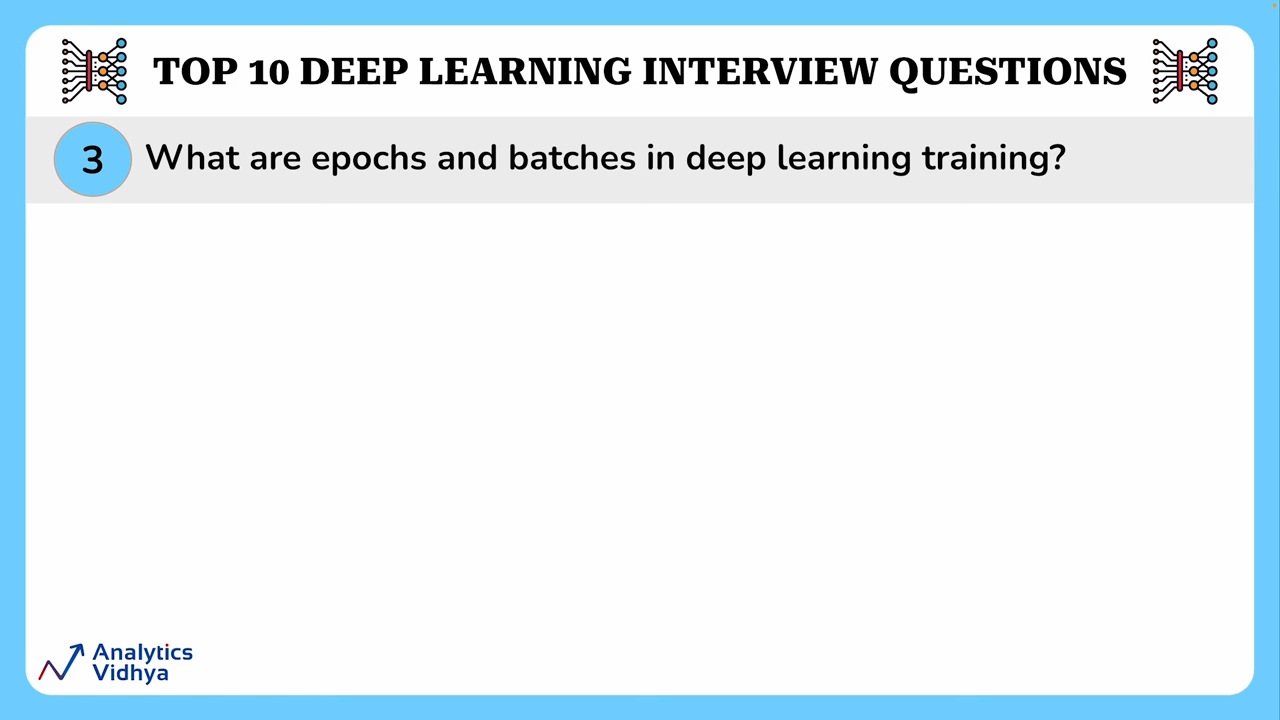 TOP 10 DEEP LEARNING INTERVIEW QUESTIONS
3 What are epochs and batches in deep learning training?
Analytics
Vidhya